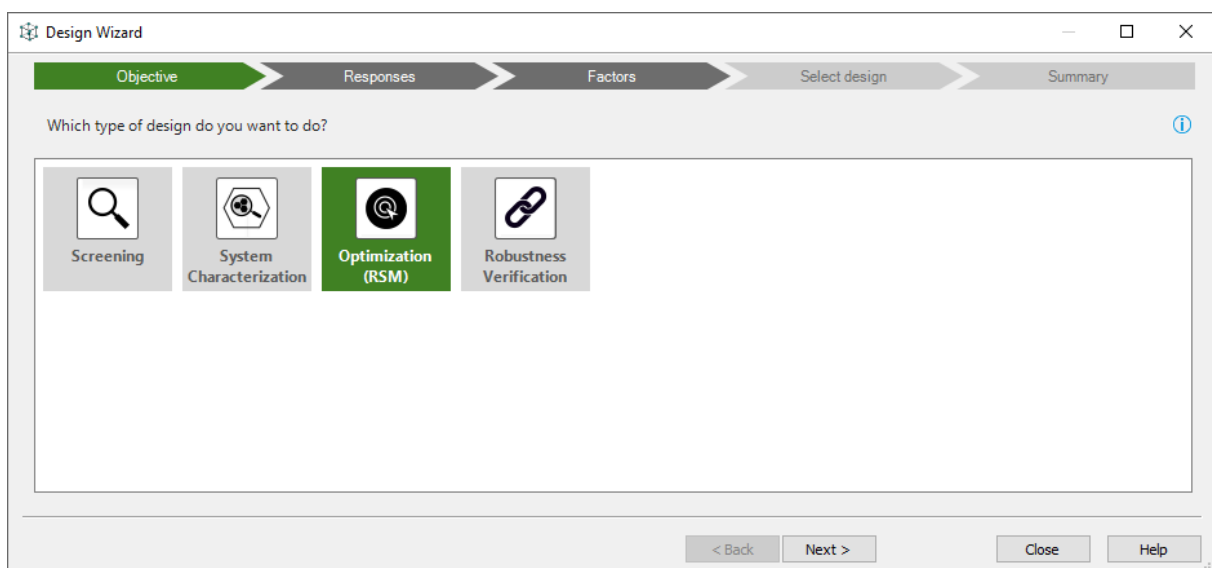 Design Wizard
Objective Responses Factors Select design Summary
Which type of design do you want to do?
Screening
System
Characterization
Optimization
(RSM)
Robustness
Verification
< Back Next > Close Help